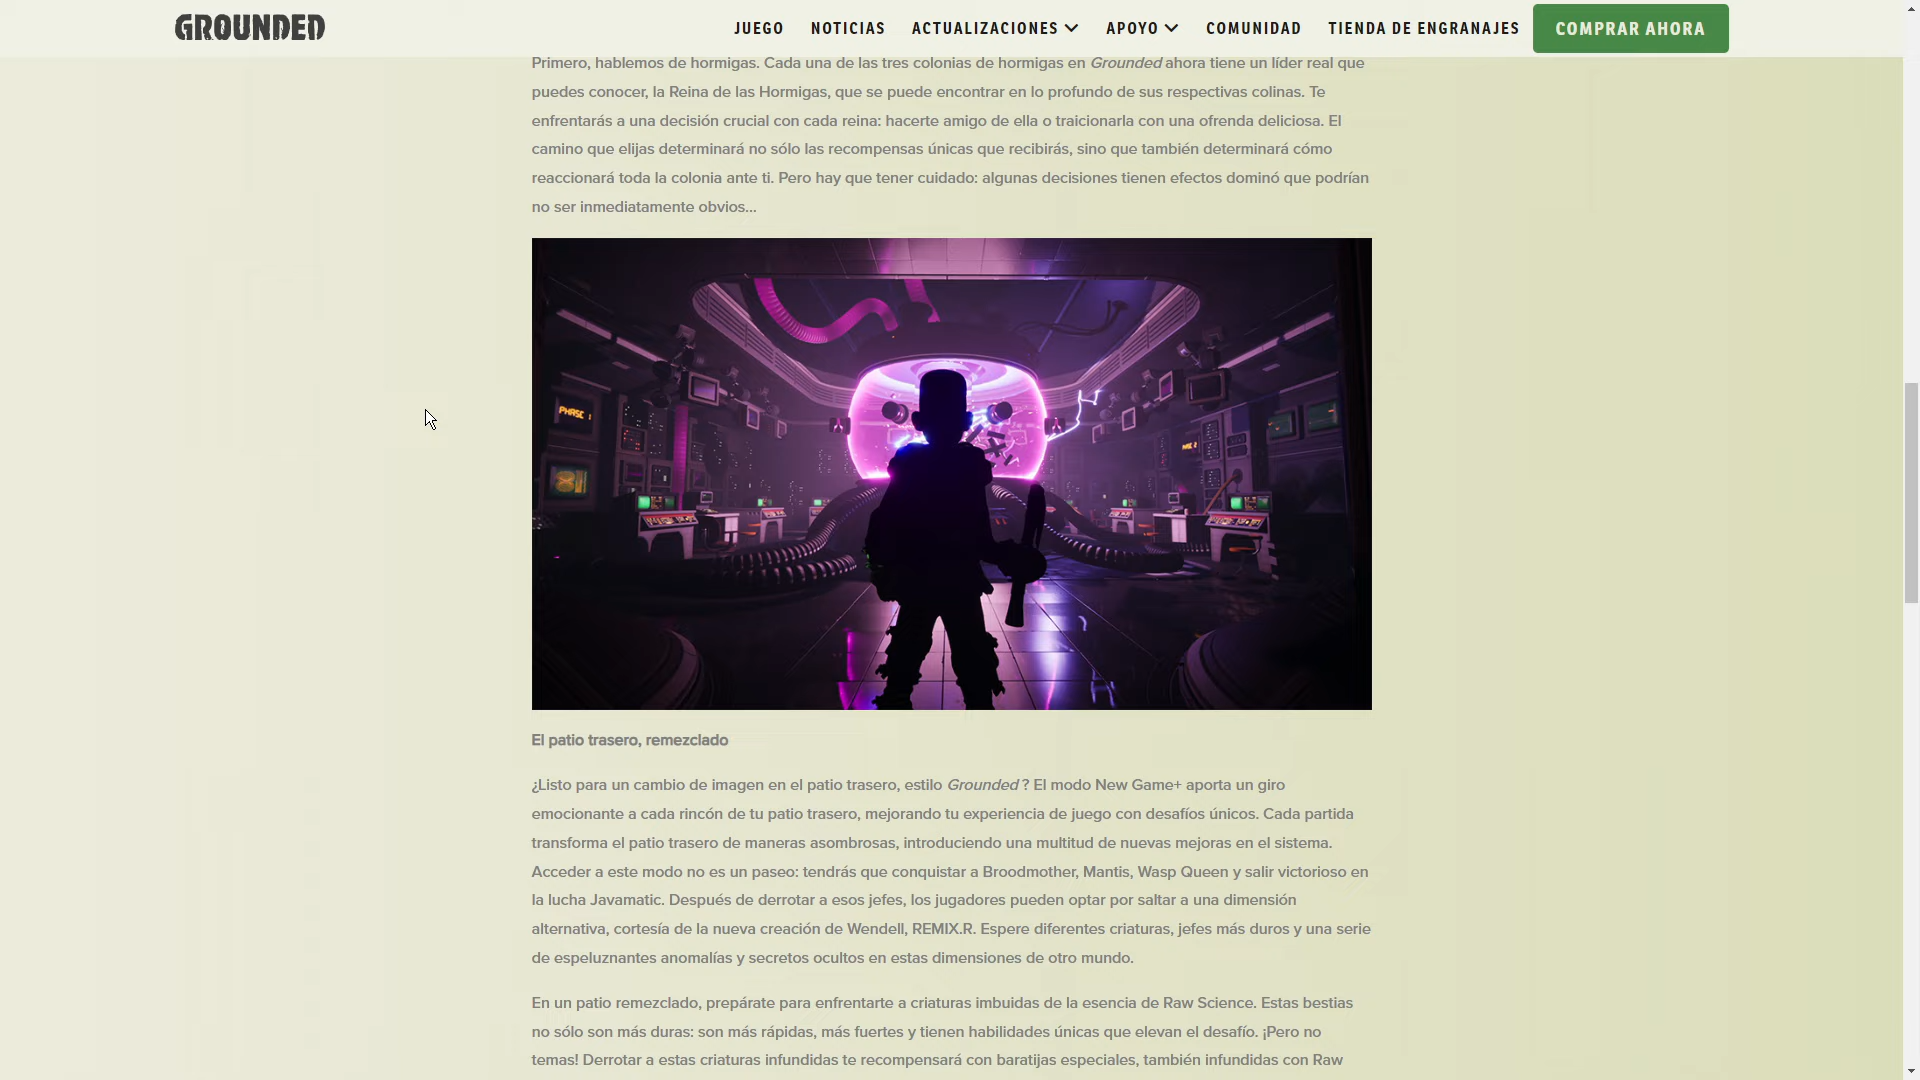 GROUNDED
JUEGO NOTICIAS ACTUALIZACIONES APOYO COMUNIDAD TIENDA DE ENGRANAJES COMPRAR AHORA
Primero, hablemos de hormigas. Cada una de las tres colonias de hormigas en Grounded ahora tiene un líder real que
puedes conocer, la Reina de las Hormigas, que se puede encontrar en lo profundo de sus respectivas colinas. Te
enfrentarás a una decisión crucial con cada reina: hacerte amigo de ella o traicionarla con una ofrenda deliciosa. El
camino que elijas determinará no sólo las recompensas únicas que recibirás, sino que también determinará cómo
reaccionará toda la colonia ante ti. Pero hay que tener cuidado: algunas decisiones tienen efectos dominó que podrían
no ser inmediatamente obvios...
PHASE
El patio trasero, remezclado
¿Listo para un cambio de imagen en el patio trasero, estilo Grounded ? El modo New Game+ aporta un giro
emocionante a cada rincón de tu patio trasero, mejorando tu experiencia de juego con desafíos únicos. Cada partida
transforma el patio trasero de maneras asombrosas, introduciendo una multitud de nuevas mejoras en el sistema.
Acceder a este modo no es un paseo: tendrás que conquistar a Broodmother, Mantis, Wasp Queen y salir victorioso en
la lucha Javamatic. Después de derrotar a esos jefes, los jugadores pueden optar por saltar a una dimensión
alternativa, cortesía de la nueva creación de Wendell, REMIX.R. Espere diferentes criaturas, jefes más duros y una serie
de espeluznantes anomalías y secretos ocultos en estas dimensiones de otro mundo.
En un patio remezclado, prepárate para enfrentarte a criaturas imbuidas de la esencia de Raw Science. Estas bestias
no sólo son más duras: son más rápidas, más fuertes y tienen habilidades únicas que elevan el desafío. ¡Pero no
temas! Derrotar a estas criaturas infundidas te recompensará con baratijas especiales, también infundidas con Raw